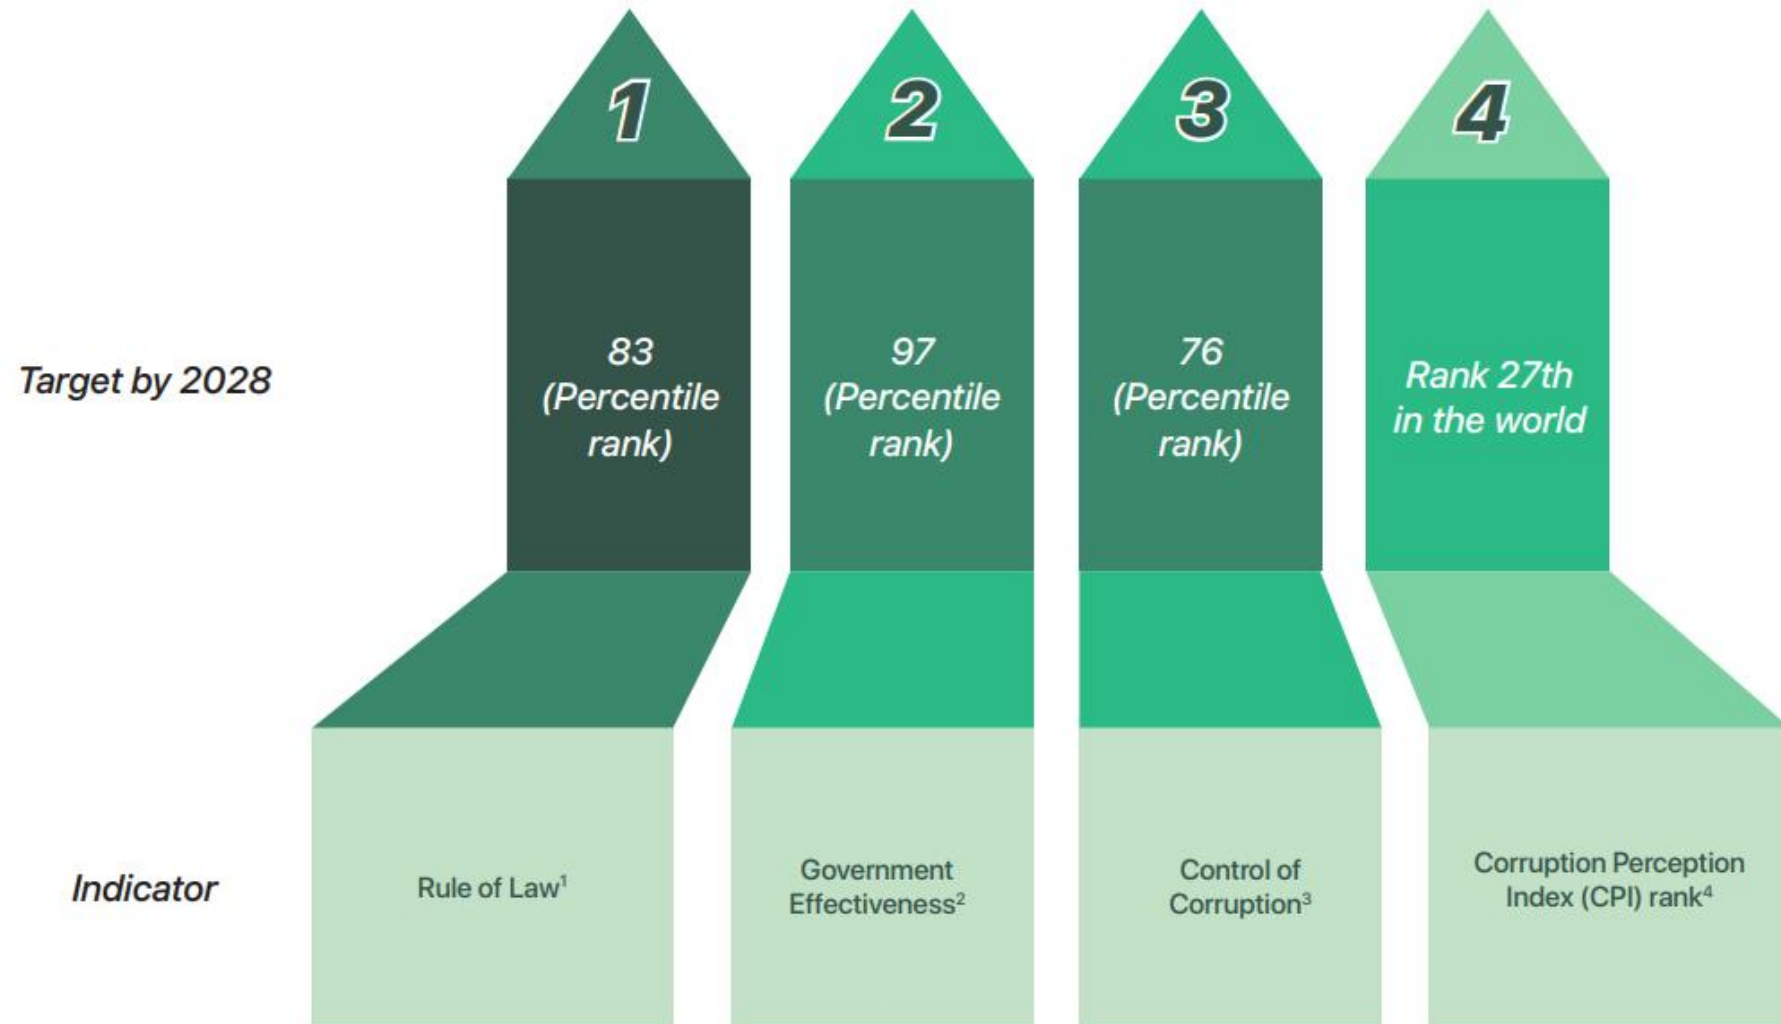 1
2
3
4
Target by 2028
83
(Percentile
rank)
97
(Percentile
rank)
76
(Percentile
rank)
Rank 27th
in the world
Indicator
Rule of Law¹
Government
Effectiveness²
Control of
Corruption³
Corruption Perception
Index (CPI) rank⁴